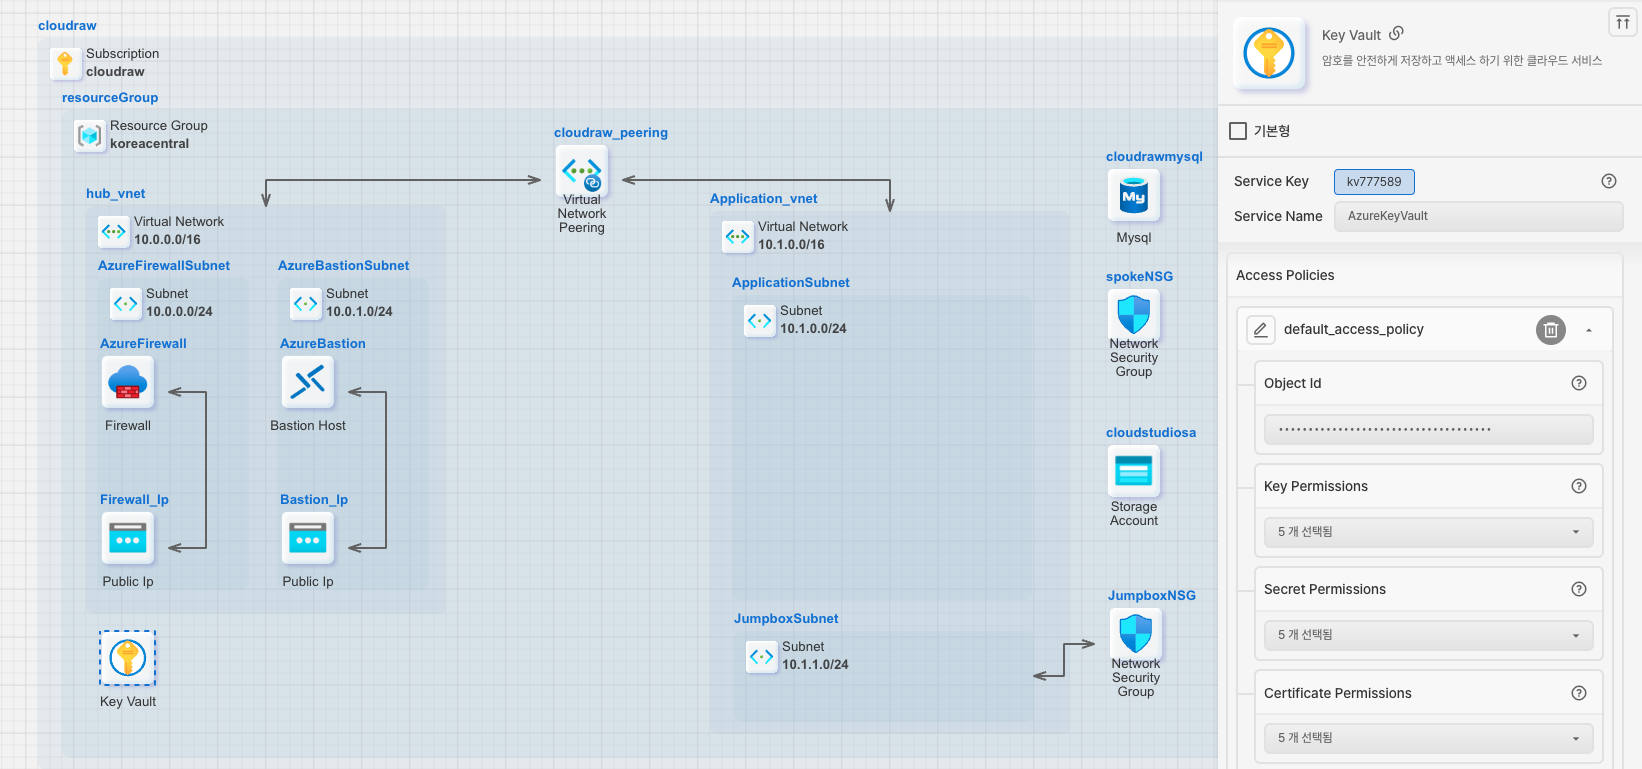 cloudraw
Subscription
cloudraw
resourceGroup
Resource Group
koreacentral
cloudraw_peering
Virtual
Network
Peering
hub_vnet
Virtual Network
10.0.0.0/16
AzureFirewallSubnet
Subnet
10.0.0.0/24
AzureFirewall
Firewall
Firewall_Ip
Public Ip
AzureBastionSubnet
Subnet
10.0.1.0/24
AzureBastion
Bastion Host
Bastion_Ip
Public Ip
Key Vault
Application_vnet
Virtual Network
10.1.0.0/16
ApplicationSubnet
Subnet
10.1.0.0/24
JumpboxSubnet
Subnet
10.1.1.0/24
cloudrawmysql
My
Mysql
spokeNSG
Network
Security
Group
cloudstudiosa
Storage
Account
JumpboxNSG
Network
Security
Group
Key Vault
암호를 안전하게 저장하고 액세스 하기 위한 클라우드 서비스
기본형
Service Key
kv777589
Service Name
AzureKeyVault
Access Policies
default_access_policy
Object Id
Key Permissions
5 개 선택됨
Secret Permissions
5 개 선택됨
Certificate Permissions
5 개 선택됨